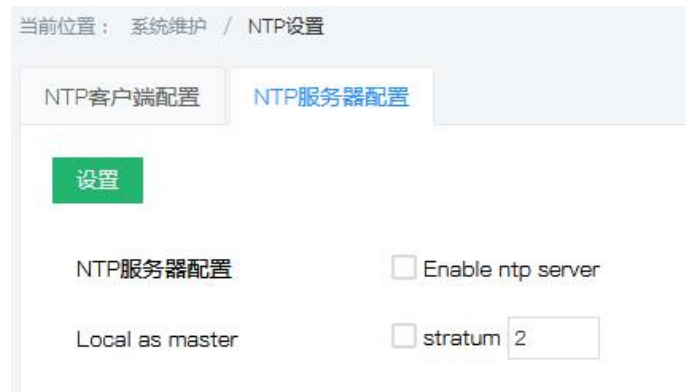 当前位置： 系统维护 / NTP设置
NTP客户端配置 NTP服务器配置
设置
NTP服务器配置 Enable ntp server
Local as master stratum 2